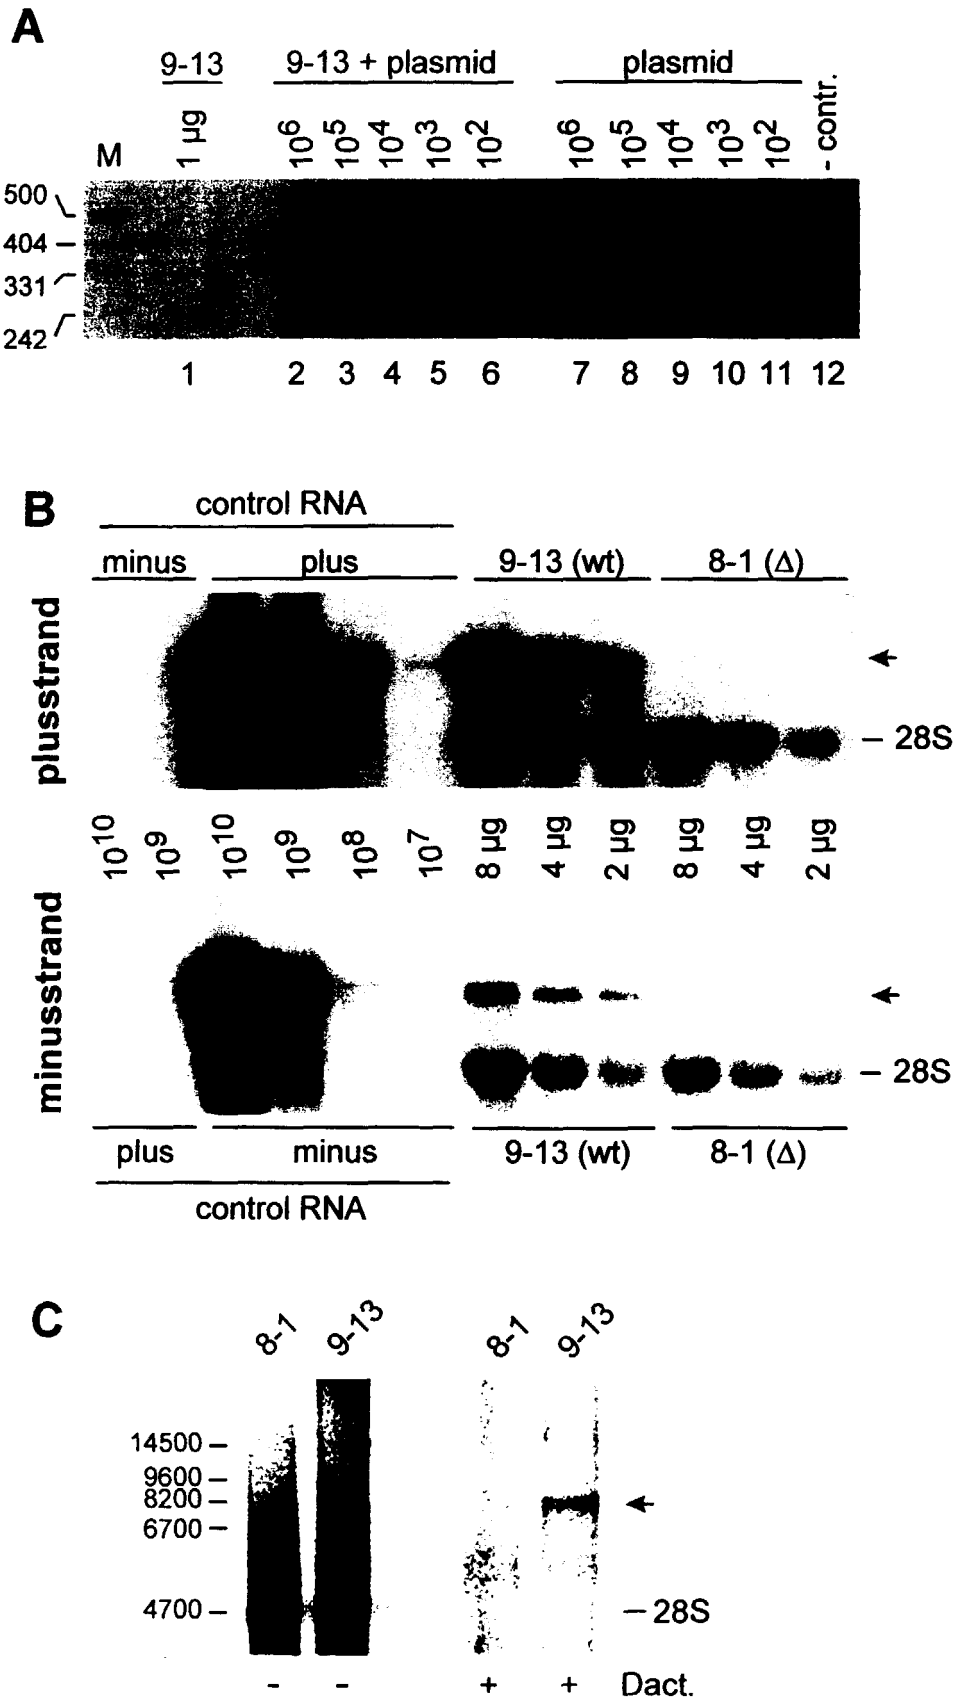 A
9-13 9-13 + plasmid plasmid
M 1 µg 10⁶ 10⁵ 10⁴ 10³ 10² 10⁶ 10⁵ 10⁴ 10³ 10² - contr.
500
404
331
242
1 2 3 4 5 6 7 8 9 10 11 12
B
control RNA
minus plus 9-13 (wt) 8-1 (Δ)
plusstrand
28S
10¹⁰ 10⁹ 10¹⁰ 10⁹ 10⁸ 10⁷ 8 µg 4 µg 2 µg 8 µg 4 µg 2 µg
minusstrand
28S
plus minus 9-13 (wt) 8-1 (Δ)
control RNA
C
8-1 9-13 8-1 9-13
14500
9600
8200
6700
4700 28S
- - + + Dact.